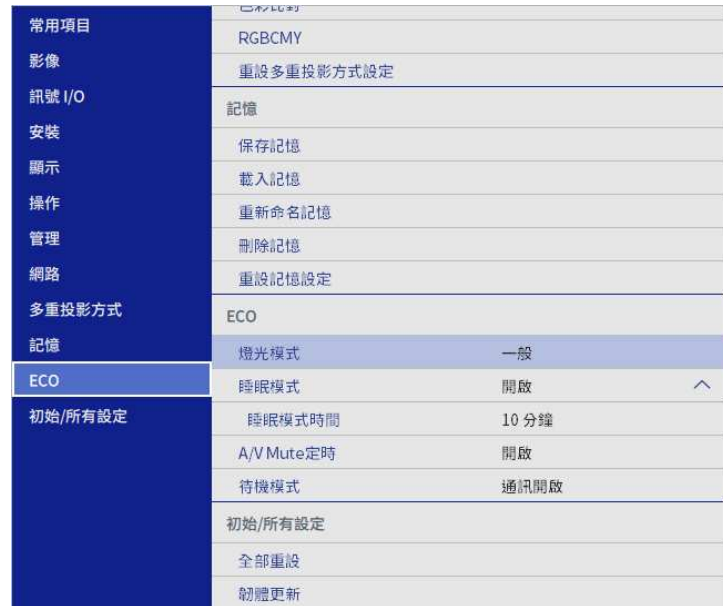 常用項目
影像
訊號 I/O
安裝
顯示
操作
管理
網路
多重投影方式
記憶
ECO
初始/所有設定
色彩比對
RGBCMY
重設多重投影方式設定
記憶
保存記憶
載入記憶
重新命名記憶
刪除記憶
重設記憶設定
ECO
燈光模式 一般
睡眠模式 開啟
睡眠模式時間 10 分鐘
A/V Mute定時 開啟
待機模式 通訊開啟
初始/所有設定
全部重設
韌體更新